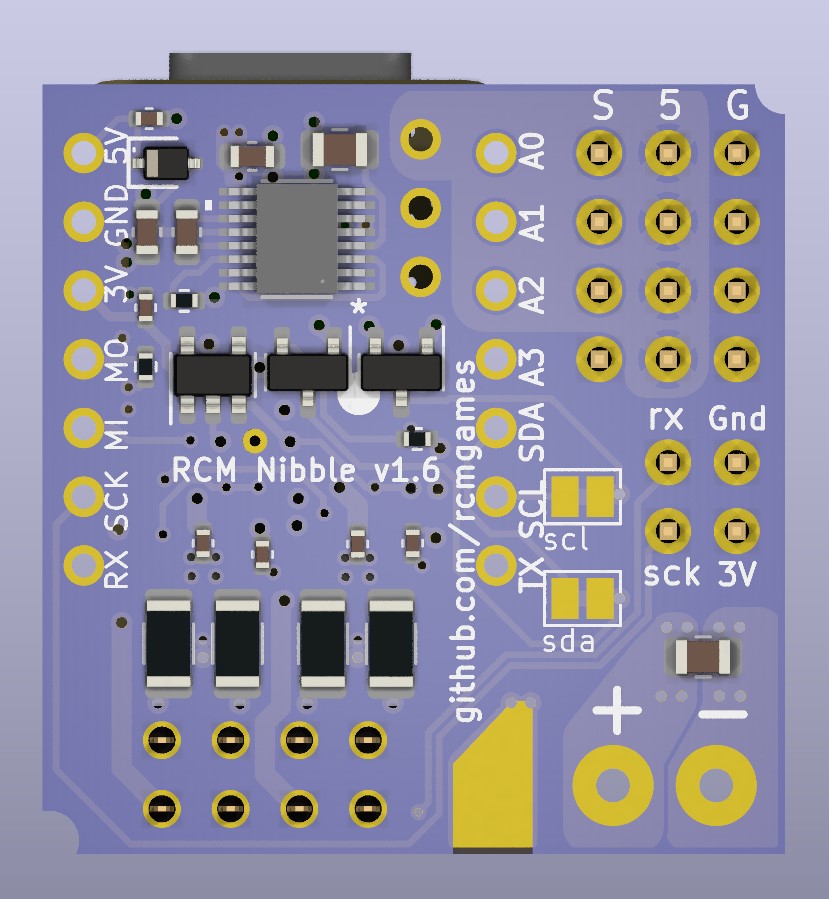 S 5 G
5V
GND
3V
MO
MI
SCK
RX
A0
A1
A2
A3
SDA
SCL
TX
*
rx Gnd
RCM Nibble v1.6
github.com/rcmgames
scl
sck 3V
sda
+ −